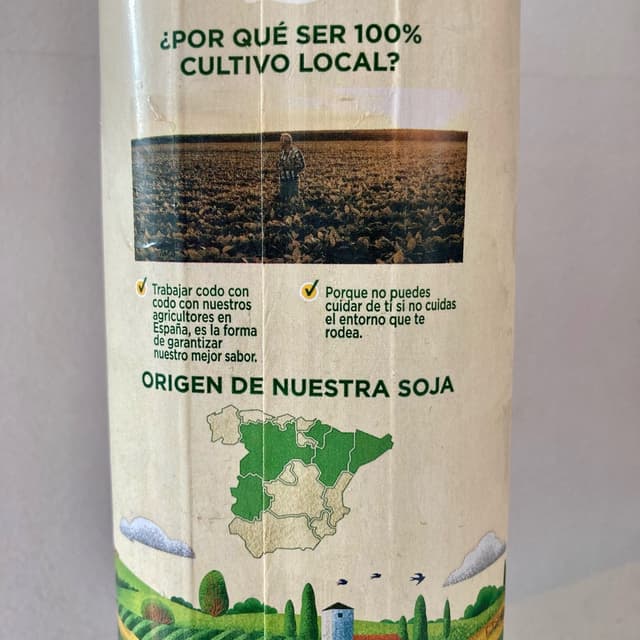 ¿POR QUÉ SER 100%
CULTIVO LOCAL?
Trabajar codo con
codo con nuestros
agricultores en
España, es la forma
de garantizar
nuestro mejor sabor.
Porque no puedes
cuidar de tí si no cuidas
el entorno que te
rodea.
ORIGEN DE NUESTRA SOJA